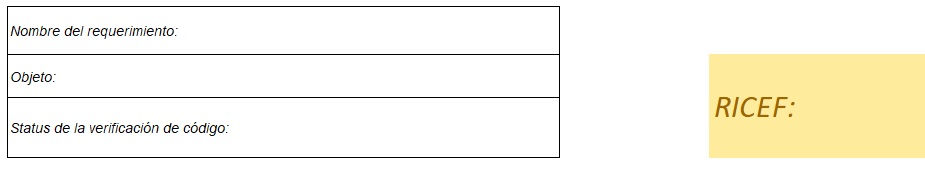 Nombre del requerimiento:
Objeto:
Status de la verificación de código:
RICEF: